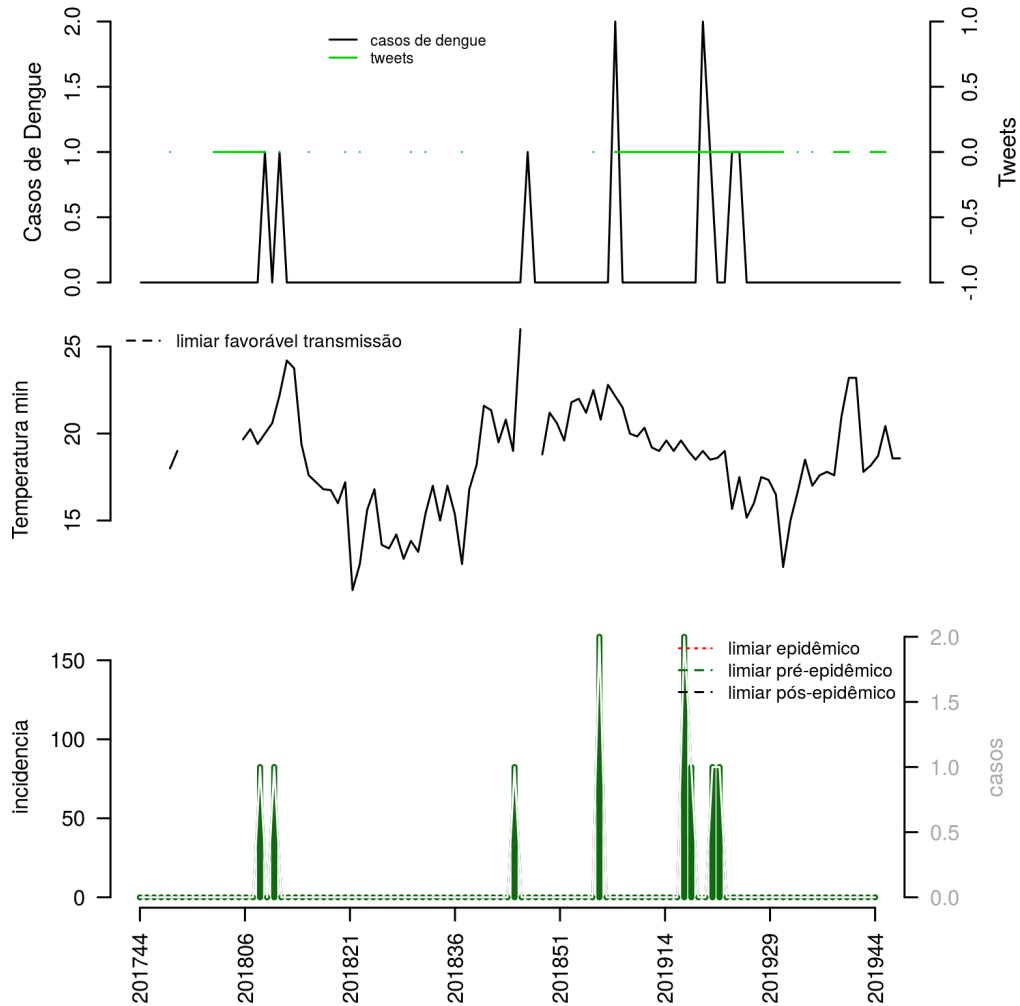 casos de dengue
tweets
Casos de Dengue
0.0 0.5 1.0 1.5 2.0
Tweets
-1.0 -0.5 0.0 0.5 1.0
limiar favorável transmissão
Temperatura min
15 20 25
limiar epidêmico
limiar pré-epidêmico
limiar pós-epidêmico
incidencia
150
100
50
0
casos
2.0
1.5
1.0
0.5
0.0
201744 201806 201821 201836 201851 201914 201929 201944